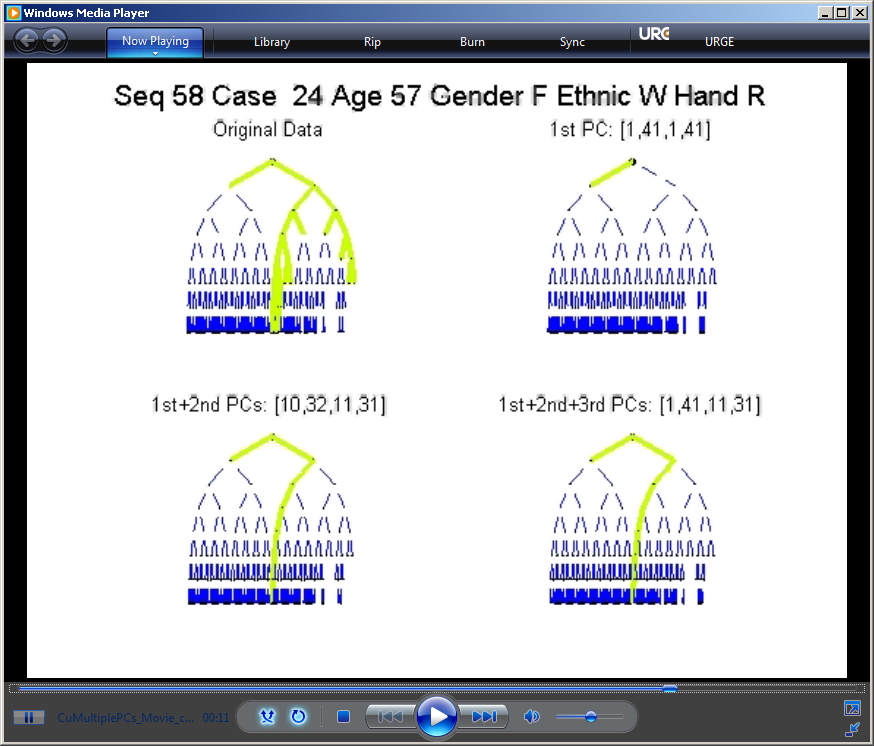 Windows Media Player
Now Playing
Library
Rip
Burn
Sync
URG
URGE
Seq 58 Case 24 Age 57 Gender F Ethnic W Hand R
Original Data
1st PC: [1,41,1,41]
1st+2nd PCs: [10,32,11,31]
1st+2nd+3rd PCs: [1,41,11,31]
CuMultiplePCs_Movie_c...
00:11